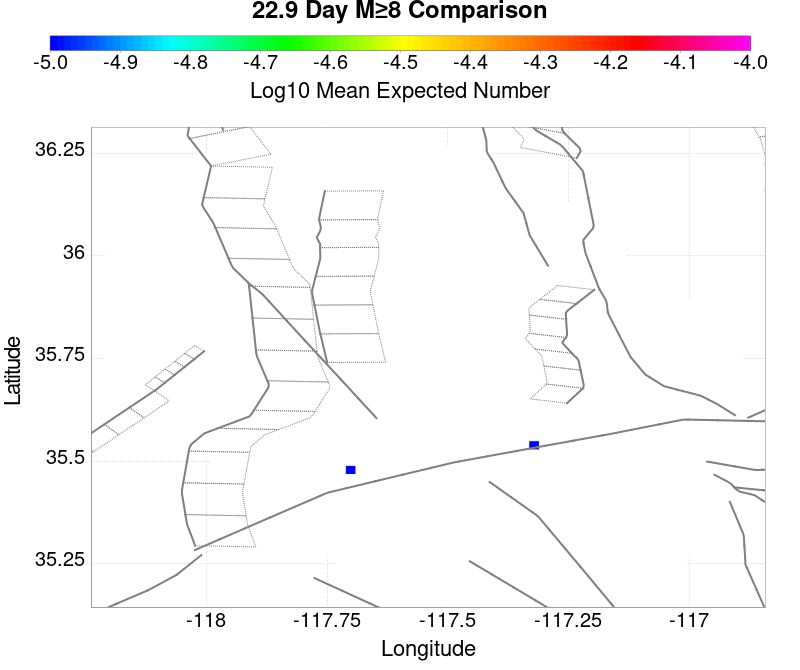 22.9 Day M≥8 Comparison
-5.0 -4.9 -4.8 -4.7 -4.6 -4.5 -4.4 -4.3 -4.2 -4.1 -4.0
Log10 Mean Expected Number
36.25
36
35.75
35.5
35.25
Latitude
-118 -117.75 -117.5 -117.25 -117
Longitude